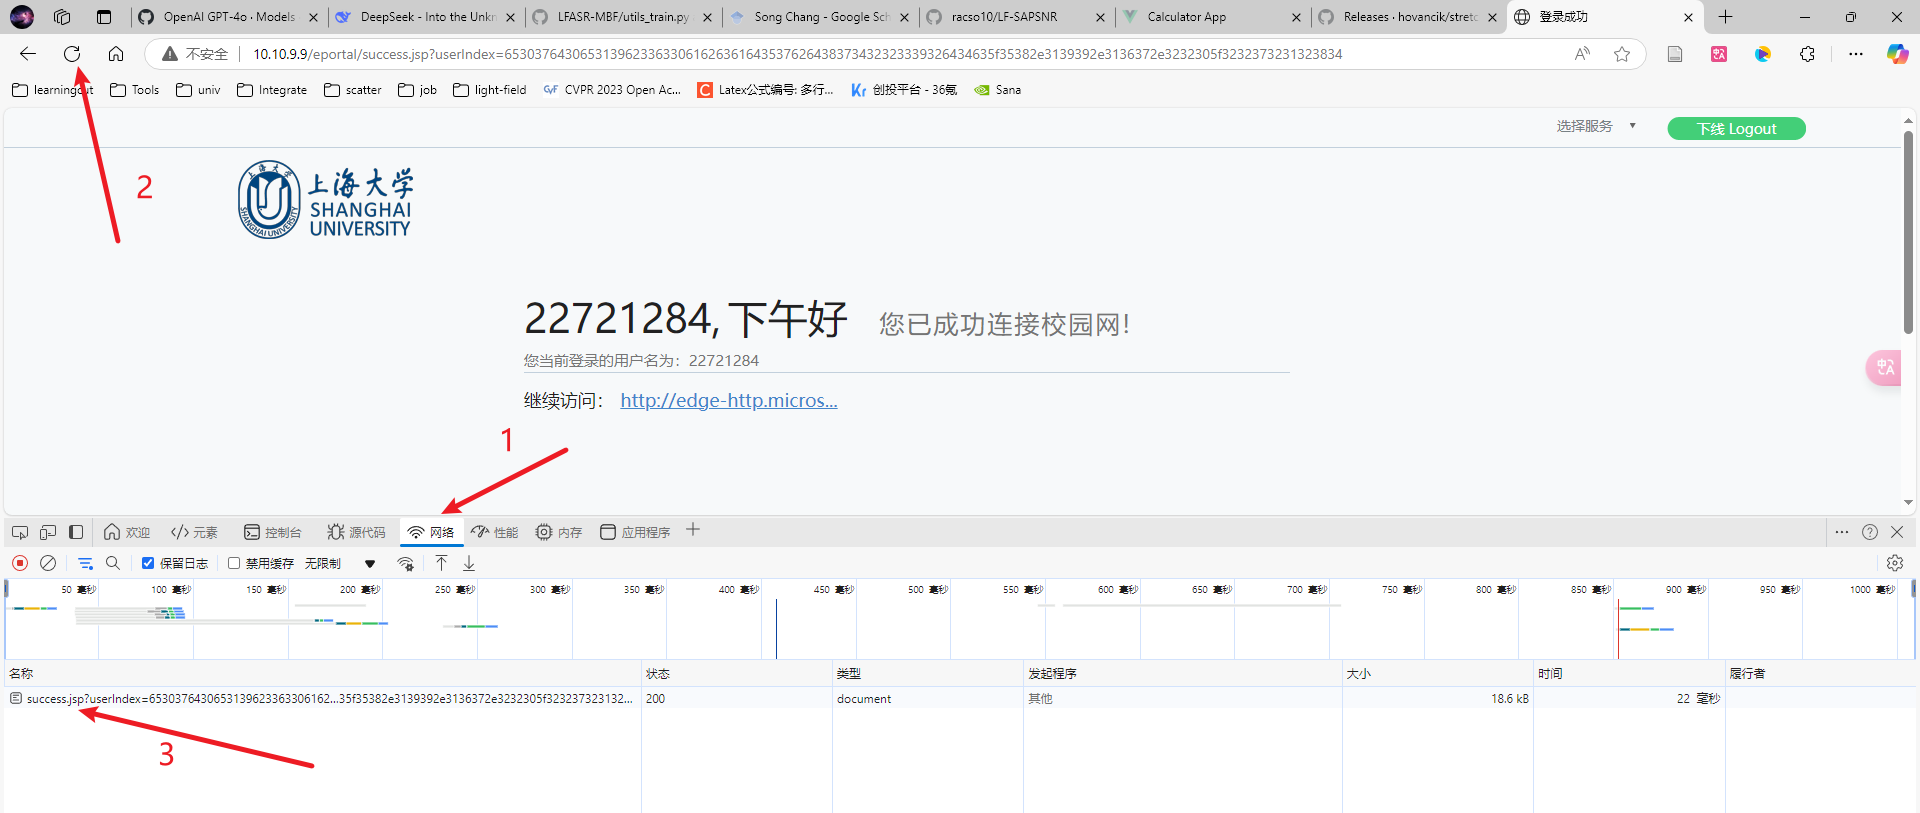 OpenAI GPT-4o · Models
DeepSeek - Into the Unkn
LFASR-MBF/utils_train.py
Song Chang - Google Sch
racso10/LF-SAPSNR
Calculator App
Releases · hovancik/stretc
登录成功
不安全
10.10.9.9/eportal/success.jsp?userIndex=65303764306531396233633061626361643537626438373432323339326434635f35382e3139392e3136372e3232305f3232373231323834
learningout
Tools
univ
Integrate
scatter
job
light-field
CVPR 2023 Open Ac...
Latex公式编号: 多行...
创投平台 - 36氪
Sana
选择服务
下线 Logout
上海大学
SHANGHAI
UNIVERSITY
2
22721284, 下午好
您已成功连接校园网!
您当前登录的用户名为: 22721284
继续访问: http://edge-http.micros...
中A
1
欢迎
元素
控制台
源代码
网络
性能
内存
应用程序
保留日志
禁用缓存
无限制
50 毫秒
100 毫秒
150 毫秒
200 毫秒
250 毫秒
300 毫秒
350 毫秒
400 毫秒
450 毫秒
500 毫秒
550 毫秒
600 毫秒
650 毫秒
700 毫秒
750 毫秒
800 毫秒
850 毫秒
900 毫秒
950 毫秒
1000 毫秒
名称
状态
类型
发起程序
大小
时间
履行者
success.jsp?userIndex=6530376430653139623363306162...35f35382e3139392e3136372e3232305f323237323132...
200
document
其他
18.6 kB
22 毫秒
3